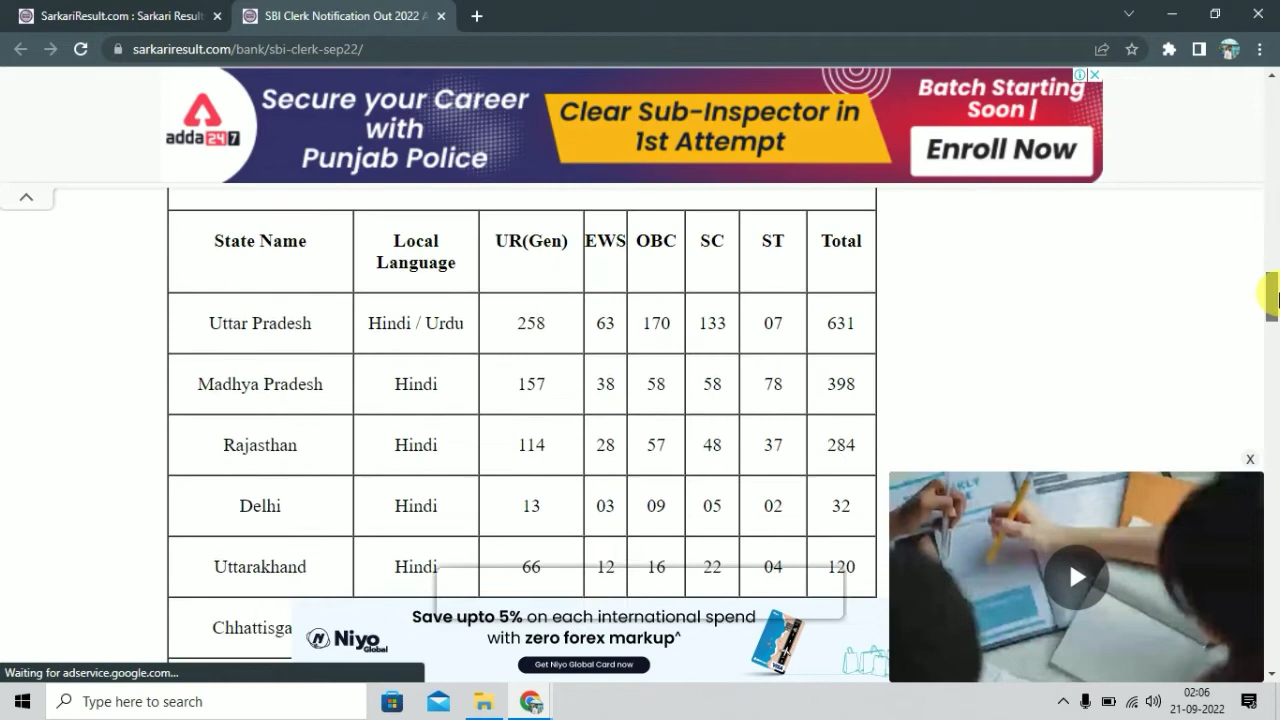 SarkariResult.com : Sarkari Resul
SBI Clerk Notification Out 2022 A
sarkariresult.com/bank/sbi-clerk-sep22/
adda247
Secure your Career
with
Punjab Police
Clear Sub-Inspector in
1st Attempt
Batch Starting
Soon |
Enroll Now
State Name Local Language UR(Gen) EWS OBC SC ST Total
Uttar Pradesh Hindi / Urdu 258 63 170 133 07 631
Madhya Pradesh Hindi 157 38 58 58 78 398
Rajasthan Hindi 114 28 57 48 37 284
Delhi Hindi 13 03 09 05 02 32
Uttarakhand Hindi 66 12 16 22 04 120
Chhattisga
X
Niyo
Global
Save upto 5% on each international spend
with zero forex markup^
Get Niyo Global Card now
Waiting for adservice.google.com...
Type here to search
02:06
21-09-2022